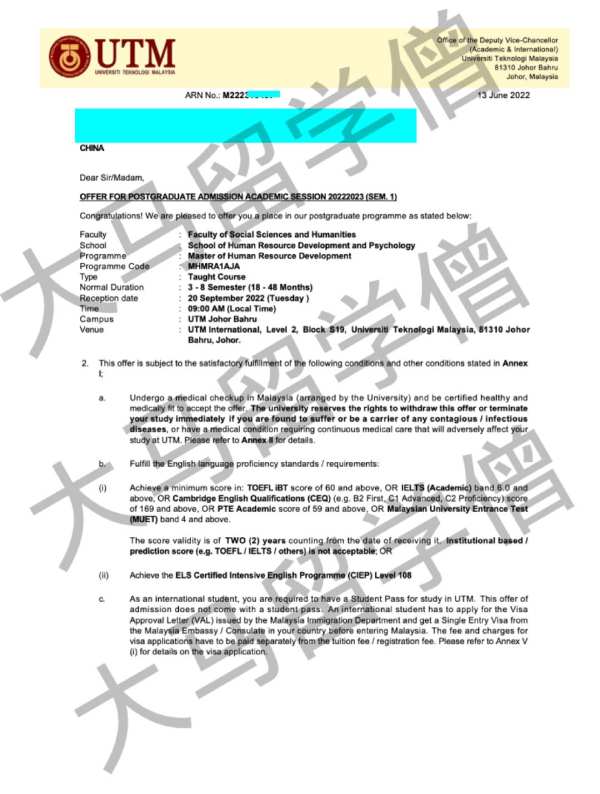 UTM
UNIVERSITI TEKNOLOGI MALAYSIA
Office of the Deputy Vice-Chancellor
(Academic & International)
Universiti Teknologi Malaysia
81310 Johor Bahru
Johor, Malaysia
ARN No.: M222
13 June 2022
CHINA
Dear Sir/Madam,
OFFER FOR POSTGRADUATE ADMISSION ACADEMIC SESSION 20222023 (SEM. 1)
Congratulations! We are pleased to offer you a place in our postgraduate programme as stated below:
Faculty : Faculty of Social Sciences and Humanities
School : School of Human Resource Development and Psychology
Programme : Master of Human Resource Development
Programme Code : MHMRA1AJA
Type : Taught Course
Normal Duration : 3 - 8 Semester (18 - 48 Months)
Reception date : 20 September 2022 (Tuesday )
Time : 09:00 AM (Local Time)
Campus : UTM Johor Bahru
Venue : UTM International, Level 2, Block S19, Universiti Teknologi Malaysia, 81310 Johor
Bahru, Johor.
2. This offer is subject to the satisfactory fulfillment of the following conditions and other conditions stated in Annex
I;
a. Undergo a medical checkup in Malaysia (arranged by the University) and be certified healthy and
medically fit to accept the offer. The university reserves the rights to withdraw this offer or terminate
your study immediately if you are found to suffer or be a carrier of any contagious / infectious
diseases, or have a medical condition requiring continuous medical care that will adversely affect your
study at UTM. Please refer to Annex II for details.
b. Fulfill the English language proficiency standards / requirements:
(i) Achieve a minimum score in: TOEFL iBT score of 60 and above, OR IELTS (Academic) band 6.0 and
above, OR Cambridge English Qualifications (CEQ) (e.g. B2 First, C1 Advanced, C2 Proficiency) score
of 169 and above, OR PTE Academic score of 59 and above, OR Malaysian University Entrance Test
(MUET) band 4 and above.
The score validity is of TWO (2) years counting from the date of receiving it. Institutional based /
prediction score (e.g. TOEFL / IELTS / others) is not acceptable; OR
(ii) Achieve the ELS Certified Intensive English Programme (CIEP) Level 108
c. As an international student, you are required to have a Student Pass for study in UTM. This offer of
admission does not come with a student pass. An international student has to apply for the Visa
Approval Letter (VAL) issued by the Malaysia Immigration Department and get a Single Entry Visa from
the Malaysia Embassy / Consulate in your country before entering Malaysia. The fee and charges for
visa applications have to be paid separately from the tuition fee / registration fee. Please refer to Annex V
(i) for details on the visa application.
大马留学僧
大马留学僧
大马留学僧